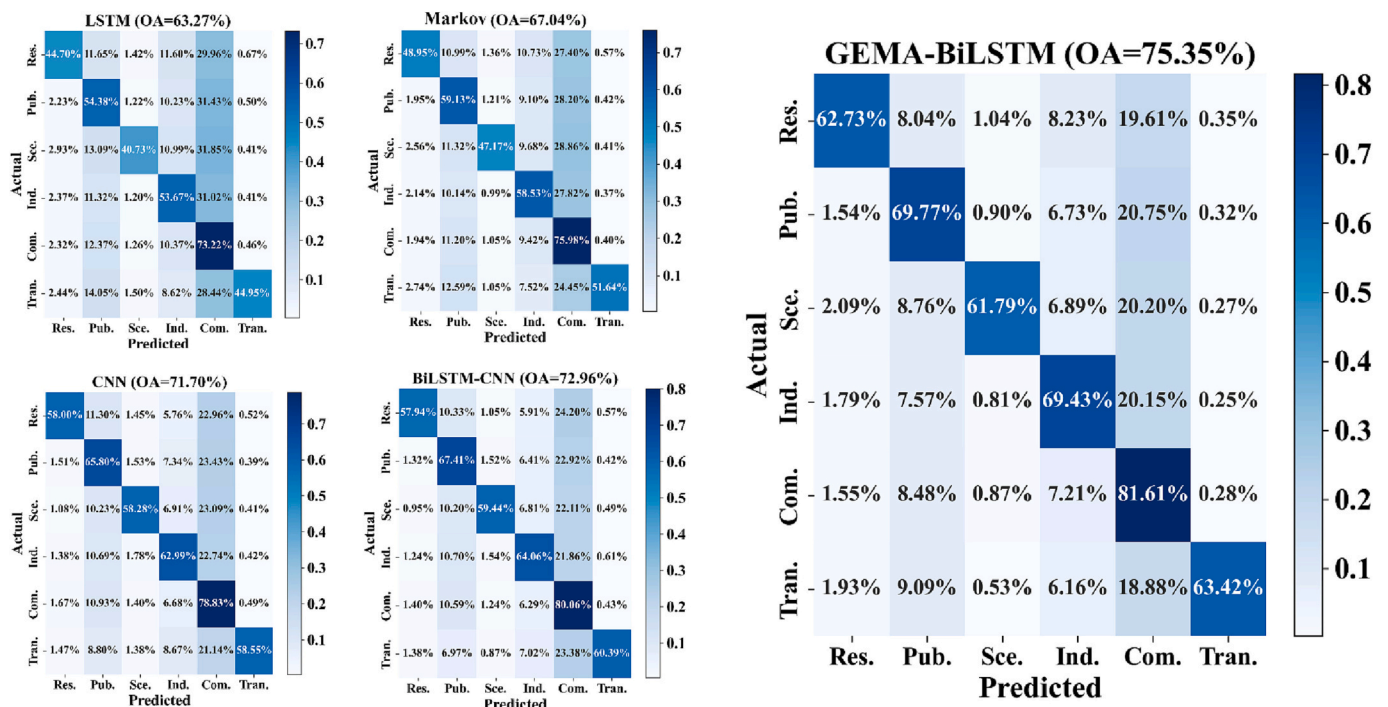 LSTM (OA=63.27%)
Actual
Res. 44.70% 11.65% 1.42% 11.60% 29.96% 0.67%
Pub. 2.23% 54.38% 1.22% 10.23% 31.43% 0.50%
Sce. 2.93% 13.09% 40.73% 10.99% 31.85% 0.41%
Ind. 2.37% 11.32% 1.20% 53.67% 31.02% 0.41%
Com. 2.32% 12.37% 1.26% 10.37% 73.22% 0.46%
Tran. 2.44% 14.05% 1.50% 8.62% 28.44% 44.95%
Res. Pub. Sce. Ind. Com. Tran.
Predicted
0.7
0.6
0.5
0.4
0.3
0.2
0.1
Markov (OA=67.04%)
Actual
Res. 48.95% 10.99% 1.36% 10.73% 27.40% 0.57%
Pub. 1.95% 59.13% 1.21% 9.10% 28.20% 0.42%
Sce. 2.56% 11.32% 47.17% 9.68% 28.86% 0.41%
Ind. 2.14% 10.14% 0.99% 58.53% 27.82% 0.37%
Com. 1.94% 11.20% 1.05% 9.42% 75.98% 0.40%
Tran. 2.74% 12.59% 1.05% 7.52% 24.45% 51.64%
Res. Pub. Sce. Ind. Com. Tran.
Predicted
0.7
0.6
0.5
0.4
0.3
0.2
0.1
CNN (OA=71.70%)
Actual
Res. 58.00% 11.30% 1.45% 5.76% 22.96% 0.52%
Pub. 1.51% 65.80% 1.53% 7.34% 23.43% 0.39%
Sce. 1.08% 10.23% 58.28% 6.91% 23.09% 0.41%
Ind. 1.38% 10.69% 1.78% 62.99% 22.74% 0.42%
Com. 1.67% 10.93% 1.40% 6.68% 78.83% 0.49%
Tran. 1.47% 8.80% 1.38% 8.67% 21.14% 58.55%
Res. Pub. Sce. Ind. Com. Tran.
Predicted
0.7
0.6
0.5
0.4
0.3
0.2
0.1
BiLSTM-CNN (OA=72.96%)
Actual
Res. 57.94% 10.33% 1.05% 5.91% 24.20% 0.57%
Pub. 1.32% 67.41% 1.52% 6.41% 22.92% 0.42%
Sce. 0.95% 10.20% 59.44% 6.81% 22.11% 0.49%
Ind. 1.24% 10.70% 1.54% 64.06% 21.86% 0.61%
Com. 1.40% 10.59% 1.24% 6.29% 80.06% 0.43%
Tran. 1.38% 6.97% 0.87% 7.02% 23.38% 60.39%
Res. Pub. Sce. Ind. Com. Tran.
Predicted
0.8
0.7
0.6
0.5
0.4
0.3
0.2
0.1
GEMA-BiLSTM (OA=75.35%)
Actual
Res. 62.73% 8.04% 1.04% 8.23% 19.61% 0.35%
Pub. 1.54% 69.77% 0.90% 6.73% 20.75% 0.32%
Sce. 2.09% 8.76% 61.79% 6.89% 20.20% 0.27%
Ind. 1.79% 7.57% 0.81% 69.43% 20.15% 0.25%
Com. 1.55% 8.48% 0.87% 7.21% 81.61% 0.28%
Tran. 1.93% 9.09% 0.53% 6.16% 18.88% 63.42%
Res. Pub. Sce. Ind. Com. Tran.
Predicted
0.8
0.7
0.6
0.5
0.4
0.3
0.2
0.1